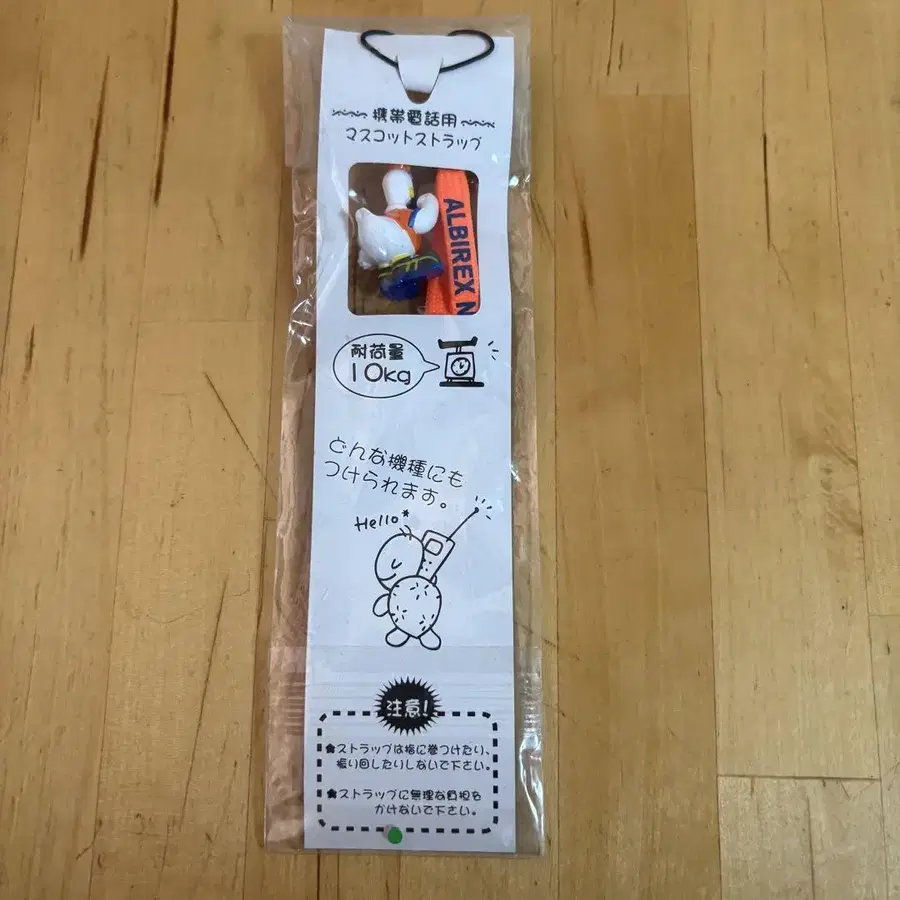 携帯電話用
マスコットストラップ
ALBIREX N
耐荷量
10kg
どんな機種にも
つけられます。
Hello*
注意!
★ストラップは指に巻つけたり、
振り回したりしないで下さい。
★ストラップに無理な負担を
かけないで下さい。